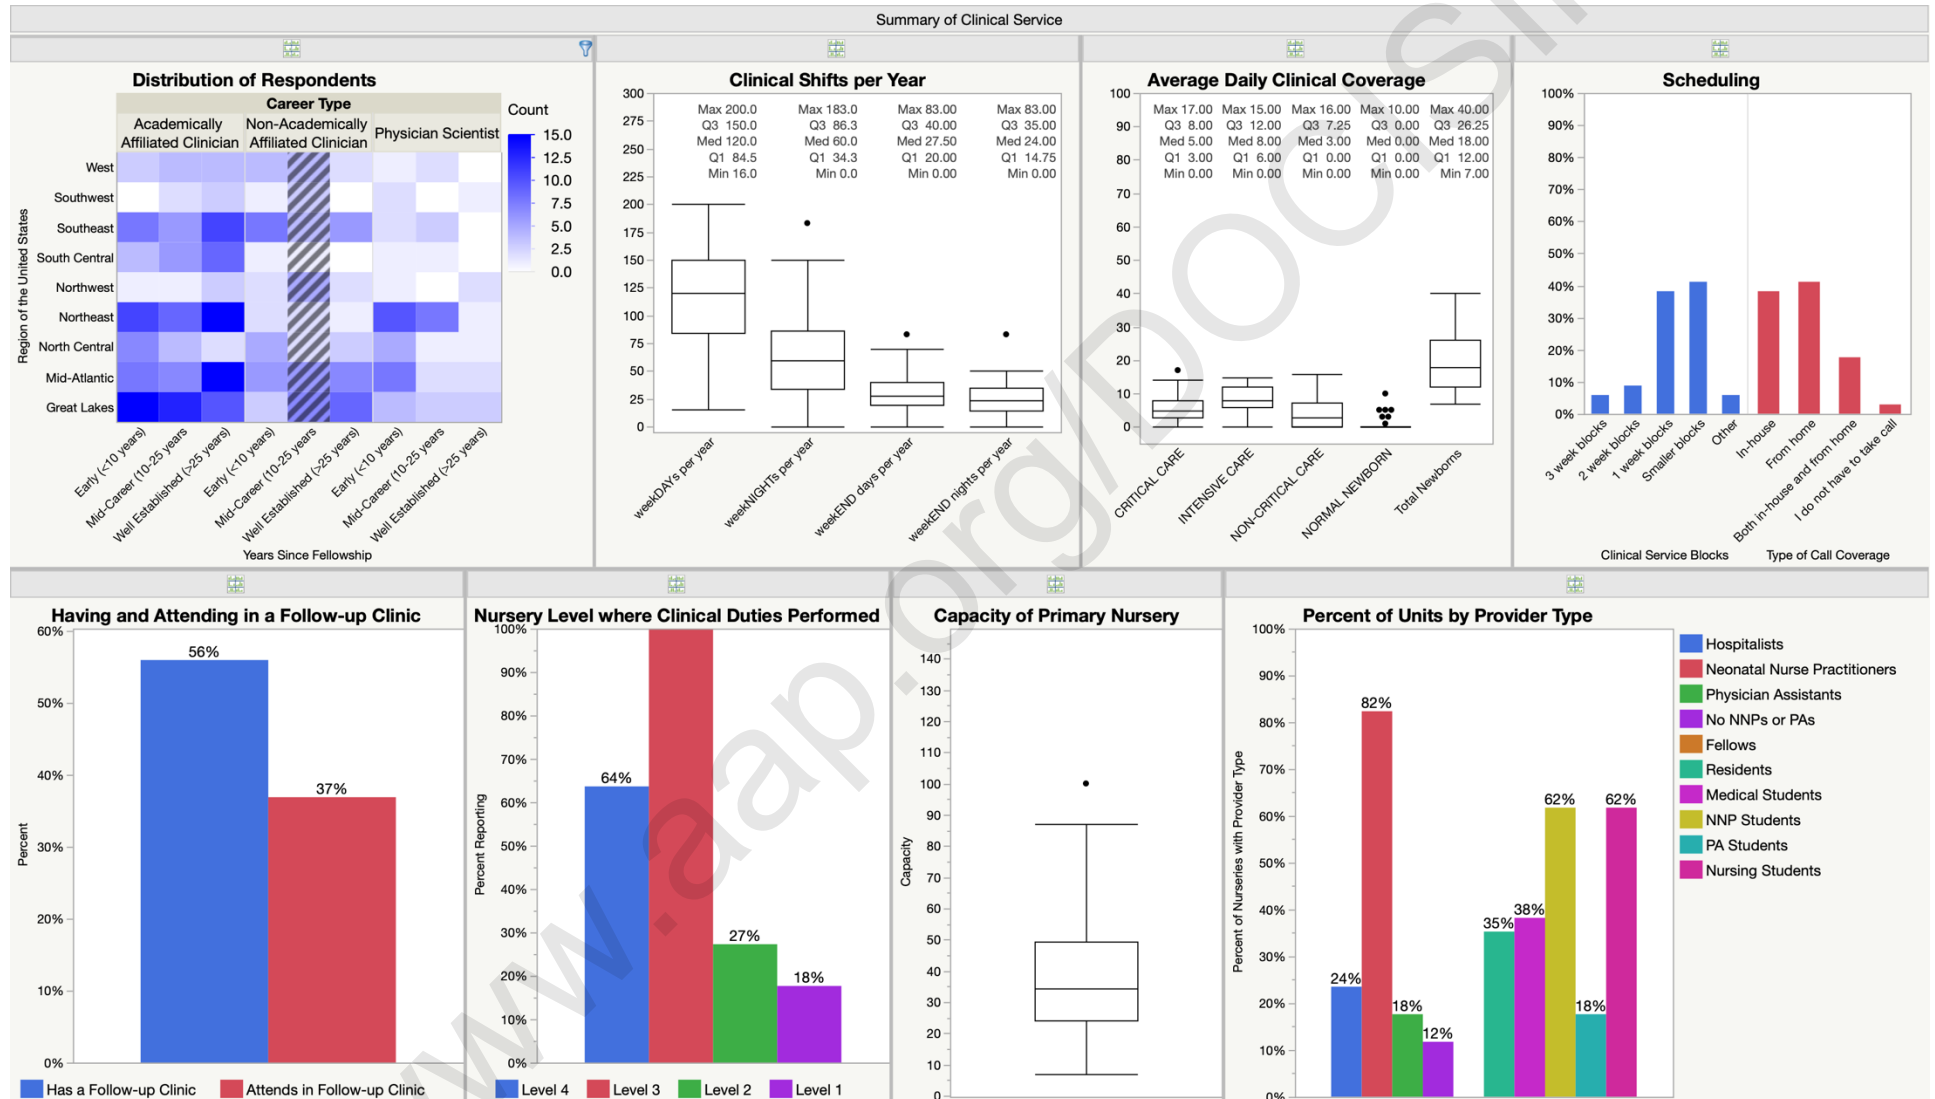 Summary of Clinical Service
Distribution of Respondents
Career Type
Academically Affiliated Clinician
Non-Academically Affiliated Clinician
Physician Scientist
Count
15.0
12.5
10.0
7.5
5.0
2.5
0.0
Region of the United States
West
Southwest
Southeast
South Central
Northwest
Northeast
North Central
Mid-Atlantic
Great Lakes
Early (<10 years)
Mid-Career (10-25 years
Well Established (>25 years)
Early (<10 years)
Mid-Career (10-25 years
Well Established (>25 years)
Early (<10 years)
Mid-Career (10-25 years
Well Established (>25 years)
Years Since Fellowship
Clinical Shifts per Year
300
275
250
225
200
175
150
125
100
75
50
25
0
Max 200.0
Q3 150.0
Med 120.0
Q1 84.5
Min 16.0
Max 183.0
Q3 86.3
Med 60.0
Q1 34.3
Min 0.0
Max 83.00
Q3 40.00
Med 27.50
Q1 20.00
Min 0.00
Max 83.00
Q3 35.00
Med 24.00
Q1 14.75
Min 0.00
weekDAYs per year
weekNIGHTs per year
weekEND days per year
weekEND nights per year
Average Daily Clinical Coverage
100
90
80
70
60
50
40
30
20
10
0
Max 17.00
Q3 8.00
Med 5.00
Q1 3.00
Min 0.00
Max 15.00
Q3 12.00
Med 8.00
Q1 6.00
Min 0.00
Max 16.00
Q3 7.25
Med 3.00
Q1 0.00
Min 0.00
Max 10.00
Q3 0.00
Med 0.00
Q1 0.00
Min 0.00
Max 40.00
Q3 26.25
Med 18.00
Q1 12.00
Min 7.00
CRITICAL CARE
INTENSIVE CARE
NON-CRITICAL CARE
NORMAL NEWBORN
Total Newborns
Scheduling
100%
90%
80%
70%
60%
50%
40%
30%
20%
10%
0%
3 week blocks
2 week blocks
1 week blocks
Smaller blocks
Other
In-house
From home
Both in-house and from home
I do not have to take call
Clinical Service Blocks
Type of Call Coverage
Having and Attending in a Follow-up Clinic
Percent
60%
50%
40%
30%
20%
10%
0%
56%
37%
Has a Follow-up Clinic
Attends in Follow-up Clinic
Nursery Level where Clinical Duties Performed
Percent Reporting
100%
90%
80%
70%
60%
50%
40%
30%
20%
10%
0%
64%
27%
18%
Level 4
Level 3
Level 2
Level 1
Capacity of Primary Nursery
Capacity
140
130
120
110
100
90
80
70
60
50
40
30
20
10
0
Percent of Units by Provider Type
Percent of Nurseries with Provider Type
100%
90%
80%
70%
60%
50%
40%
30%
20%
10%
0%
24%
82%
18%
12%
35%
38%
62%
18%
62%
Hospitalists
Neonatal Nurse Practitioners
Physician Assistants
No NNPs or PAs
Fellows
Residents
Medical Students
NNP Students
PA Students
Nursing Students